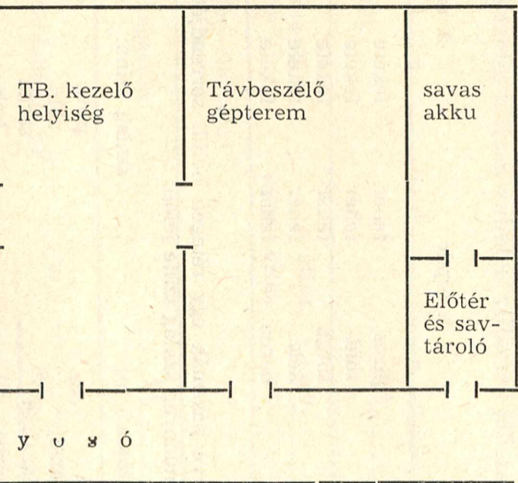 TB. kezelő
helyiség
Távbeszélő
gépterem
savas
akku
Előtér
és sav-
tároló
y o s ó